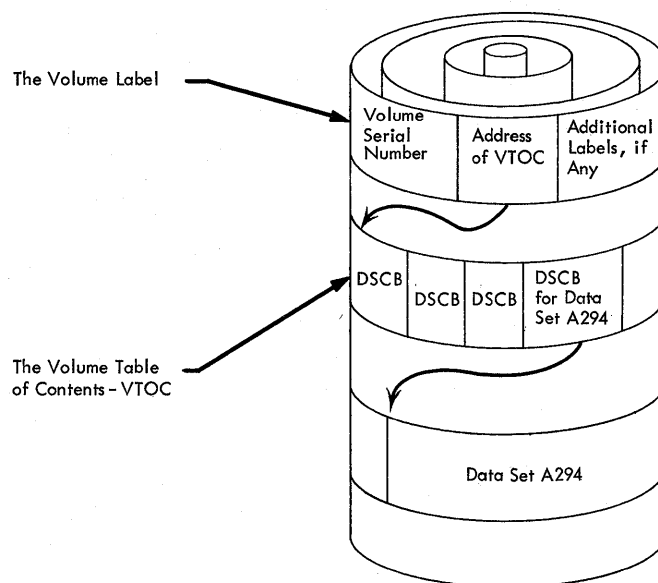 The Volume Label
Volume
Serial
Number
Address
of VTOC
Additional
Labels, if
Any
DSCB
DSCB
DSCB
DSCB
for Data
Set A294
The Volume Table
of Contents – VTOC
Data Set A294